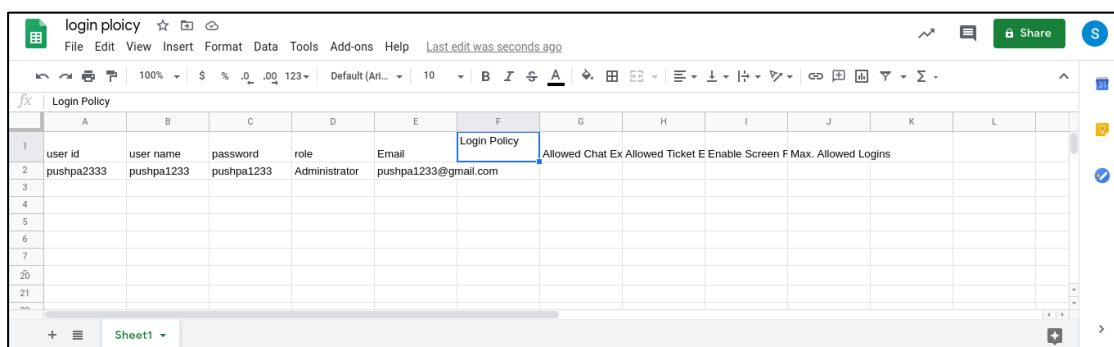 login ploicy
File Edit View Insert Format Data Tools Add-ons Help Last edit was seconds ago
Share
S
100% $ % .0 .00 123 Default (Ari... 10 B I S A
31
fx Login Policy
A B C D E F G H I J K L
1 user id user name password role Email Login Policy Allowed Chat Ex Allowed Ticket E Enable Screen F Max. Allowed Logins
2 pushpa2333 pushpa1233 pushpa1233 Administrator pushpa1233@gmail.com
3
4
5
6
7
20
21
Sheet1